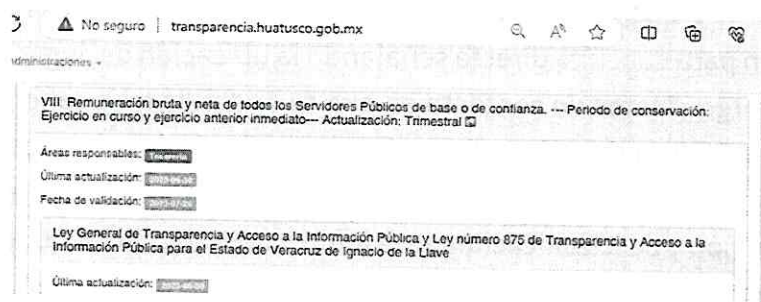 No seguro | transparencia.huatusco.gob.mx
administraciones
VIII. Remuneración bruta y neta de todos los Servidores Públicos de base o de confianza. --- Periodo de conservación:
Ejercicio en curso y ejercicio anterior inmediato--- Actualización: Trimestral
Áreas responsables: Tesorería
Última actualización:
Fecha de validación:
Ley General de Transparencia y Acceso a la Información Pública y Ley número 875 de Transparencia y Acceso a la
Información Pública para el Estado de Veracruz de Ignacio de la Llave
Última actualización: